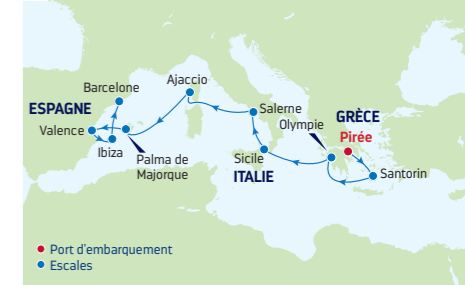 Ajaccio
Barcelone
ESPAGNE
Valence
Ibiza
Palma de
Majorque
Salerne
Olympie
GRÈCE
Pirée
Sicile
ITALIE
Santorin
Port d'embarquement
Escales